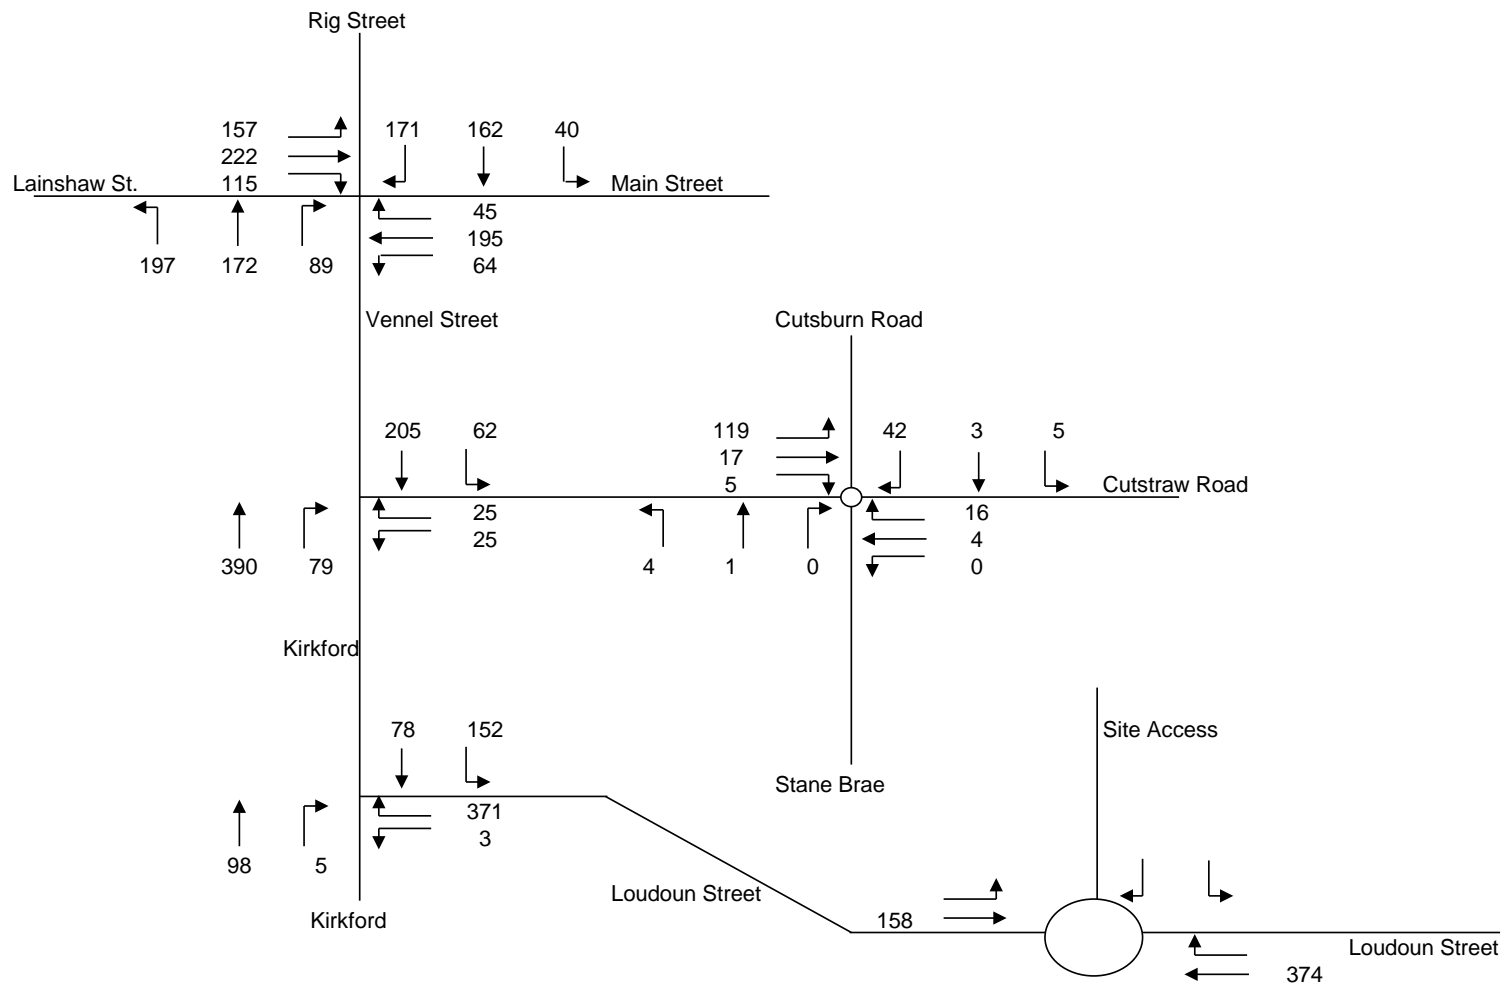 Rig Street
157 171 162 40
222
Lainshaw St. 115 Main Street
45
195
197 172 89 64
Vennel Street Cutsburn Road
205 62 119 42 3 5
17
5 Cutstraw Road
25 16
25 4
390 79 4 1 0 0
Kirkford
78 152 Site Access
Stane Brae
371
3
98 5
Loudoun Street
Kirkford 158
Loudoun Street
374